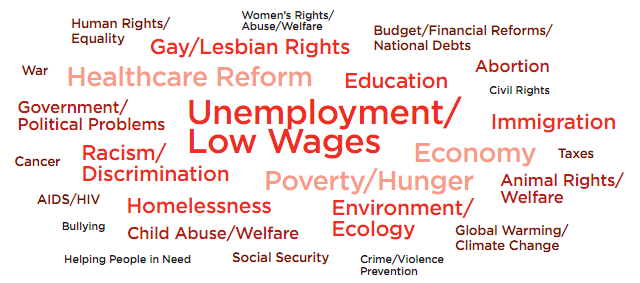 Women's Rights/
Abuse/Welfare
Human Rights/
Equality
Budget/Financial Reforms/
National Debts
Gay/Lesbian Rights
War
Healthcare Reform
Education
Abortion
Civil Rights
Government/
Political Problems
Unemployment/
Low Wages
Immigration
Cancer
Racism/
Discrimination
Economy
Taxes
Poverty/Hunger
Animal Rights/
Welfare
AIDS/HIV
Homelessness
Environment/
Ecology
Bullying
Child Abuse/Welfare
Global Warming/
Climate Change
Helping People in Need
Social Security
Crime/Violence
Prevention